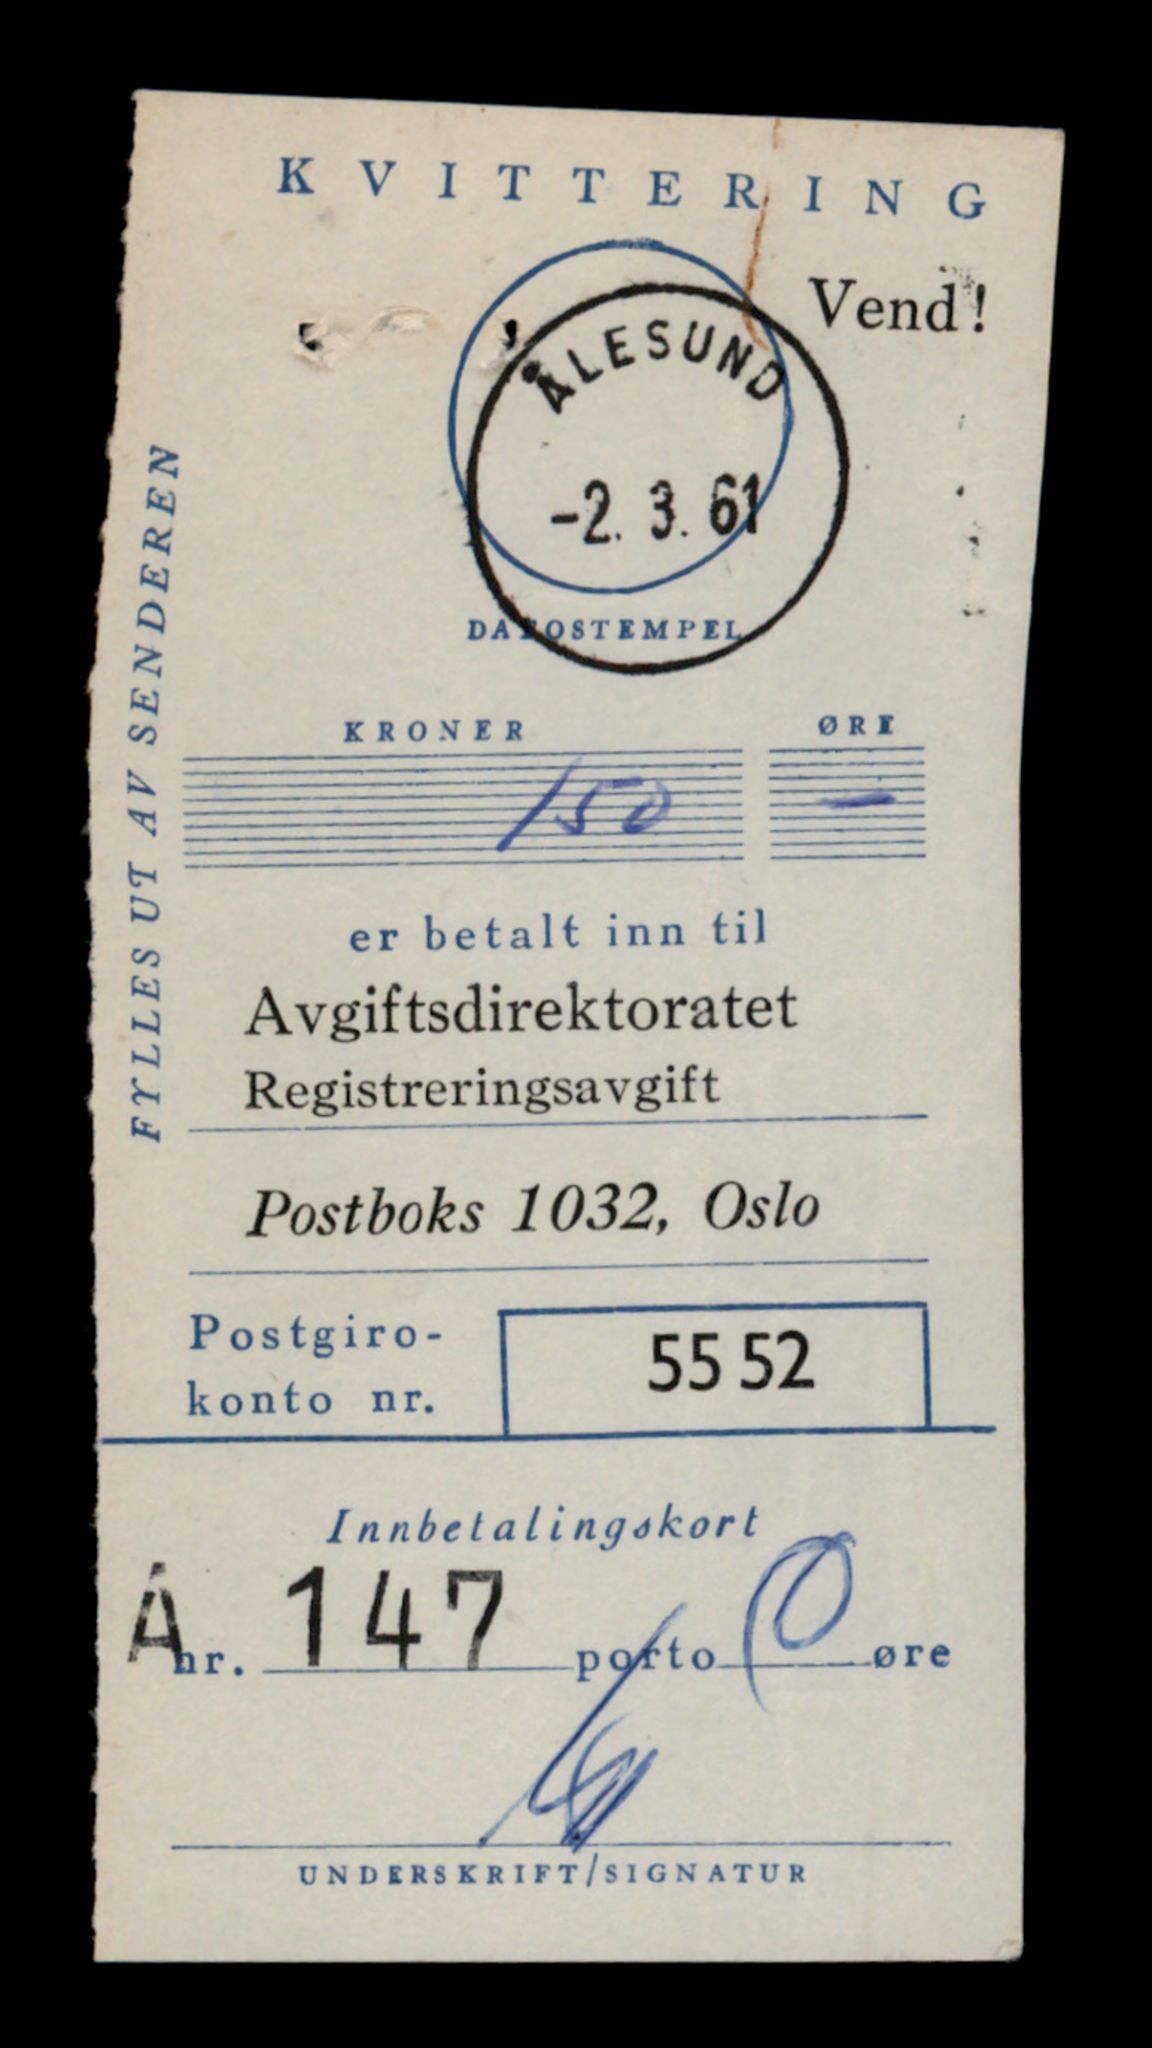 KVITTERING
Vend!
ÅLESUND
-2. 3. 61
DATOSTEMPEL
FYLLES UT AV SENDEREN
KRONER ØRE
150 —
er betalt inn til
Avgiftsdirektoratet
Registreringsavgift
Postboks 1032, Oslo
Postgiro-
konto nr. 55 52
Innbetalingskort
Å nr. 147 porto 0 øre
UNDERSKRIFT/SIGNATUR